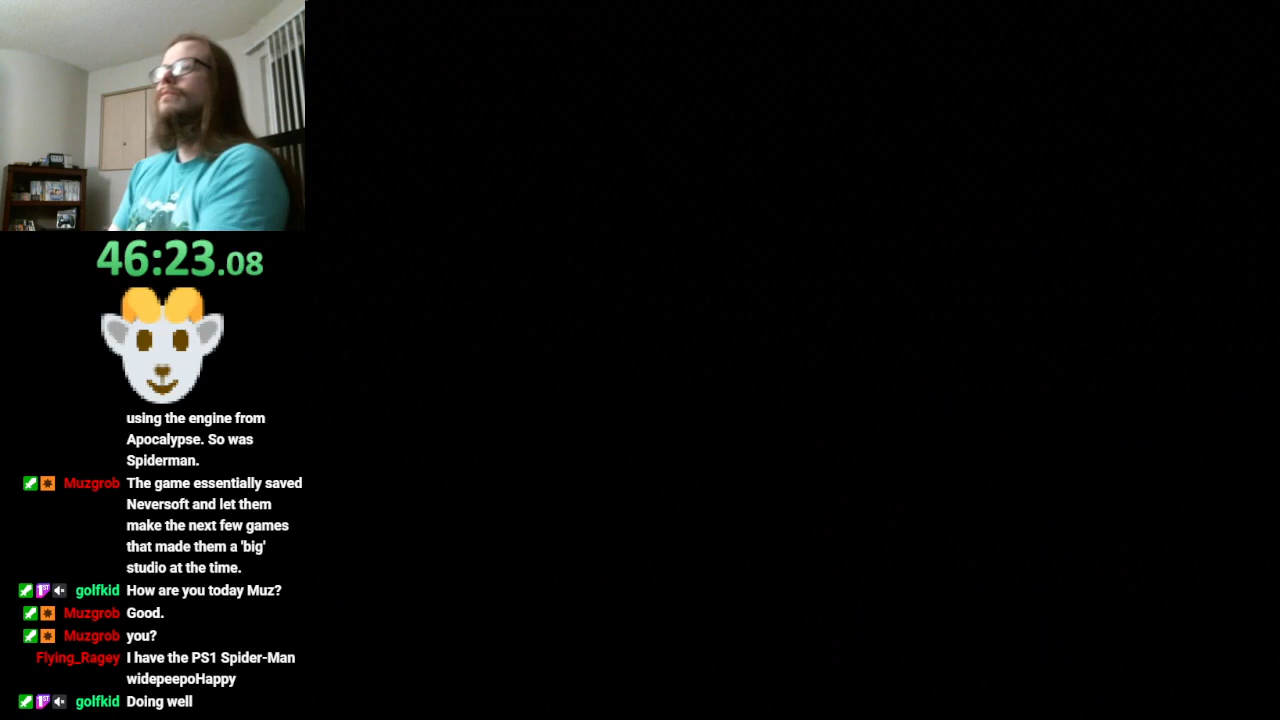 46:23.08
using the engine from
Apocalypse. So was
Spiderman.
Muzgrob The game essentially saved
Neversoft and let them
make the next few games
that made them a 'big'
studio at the time.
golfkid How are you today Muz?
Muzgrob Good.
Muzgrob you?
Flying_Ragey I have the PS1 Spider-Man
widepeepoHappy
golfkid Doing well